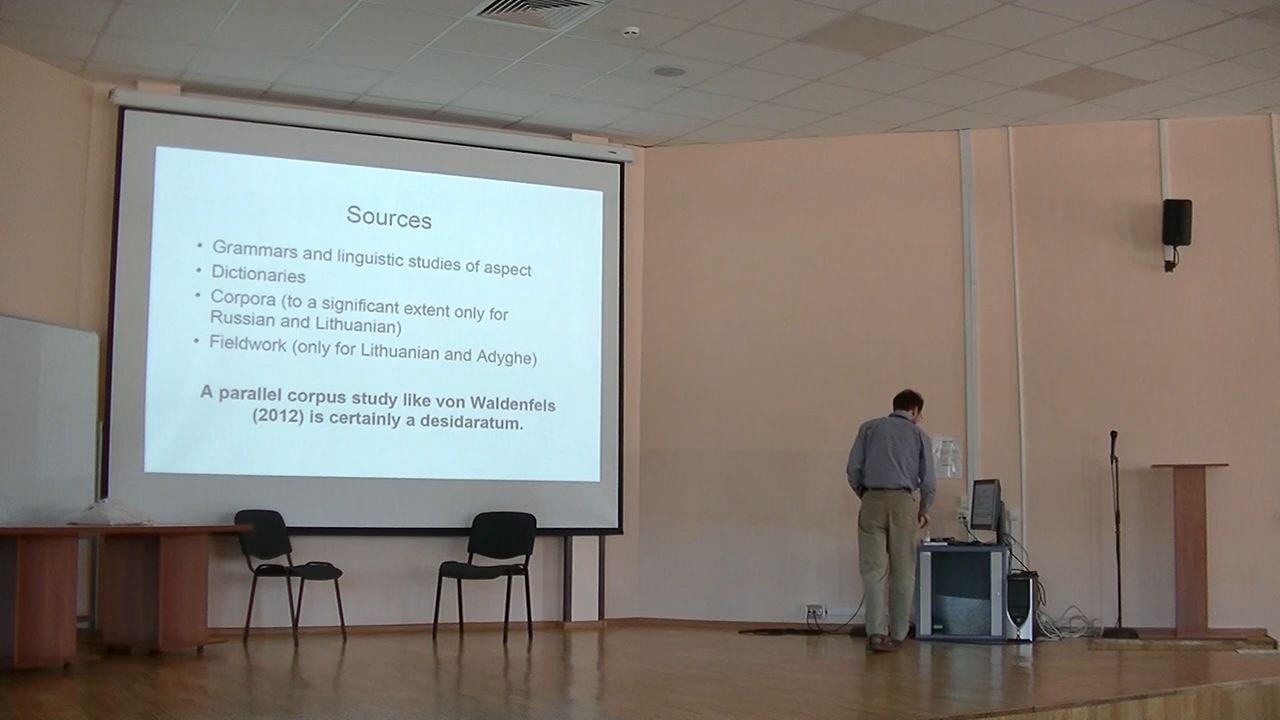 Sources
• Grammars and linguistic studies of aspect
• Dictionaries
• Corpora (to a significant extent only for
Russian and Lithuanian)
• Fieldwork (only for Lithuanian and Adyghe)
A parallel corpus study like von Waldenfels
(2012) is certainly a desidaratum.